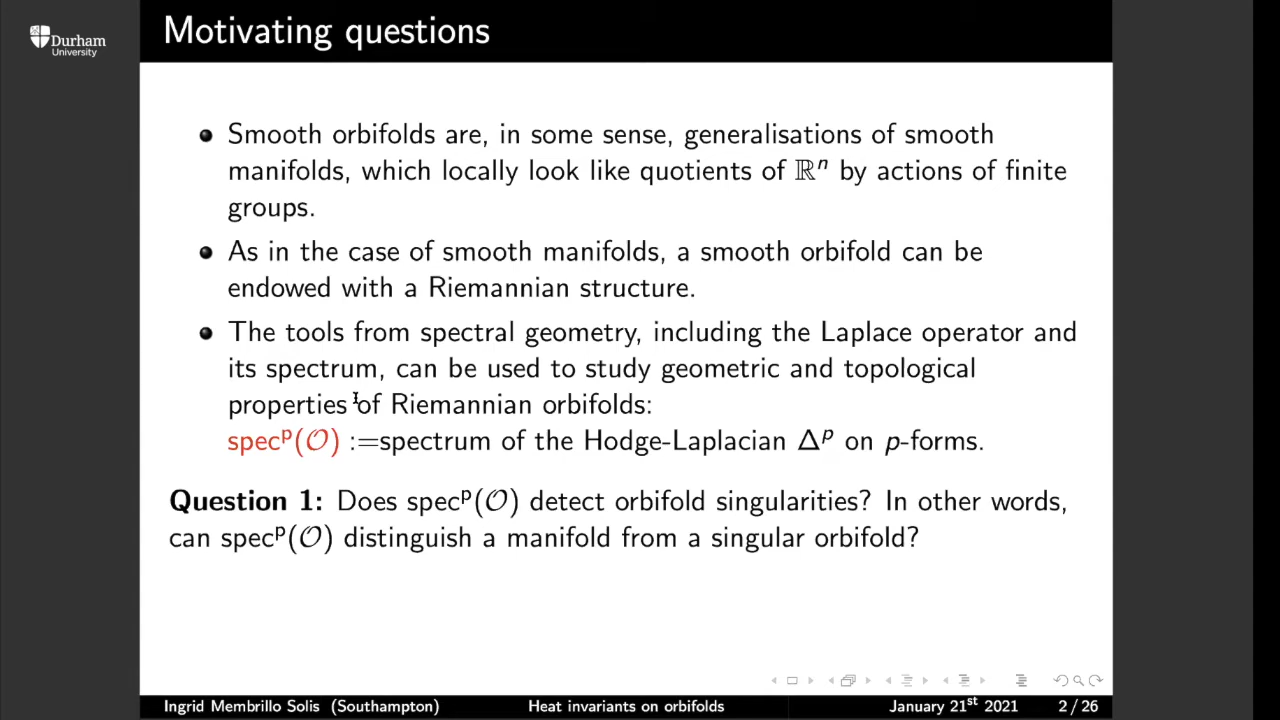 Durham
University
Motivating questions
Smooth orbifolds are, in some sense, generalisations of smooth
manifolds, which locally look like quotients of ℝⁿ by actions of finite
groups.
As in the case of smooth manifolds, a smooth orbifold can be
endowed with a Riemannian structure.
The tools from spectral geometry, including the Laplace operator and
its spectrum, can be used to study geometric and topological
properties of Riemannian orbifolds:
specᵖ(𝒪) :=spectrum of the Hodge-Laplacian Δᵖ on p-forms.
Question 1: Does specᵖ(𝒪) detect orbifold singularities? In other words,
can specᵖ(𝒪) distinguish a manifold from a singular orbifold?
Ingrid Membrillo Solis (Southampton) Heat invariants on orbifolds January 21ˢᵗ 2021 2 / 26